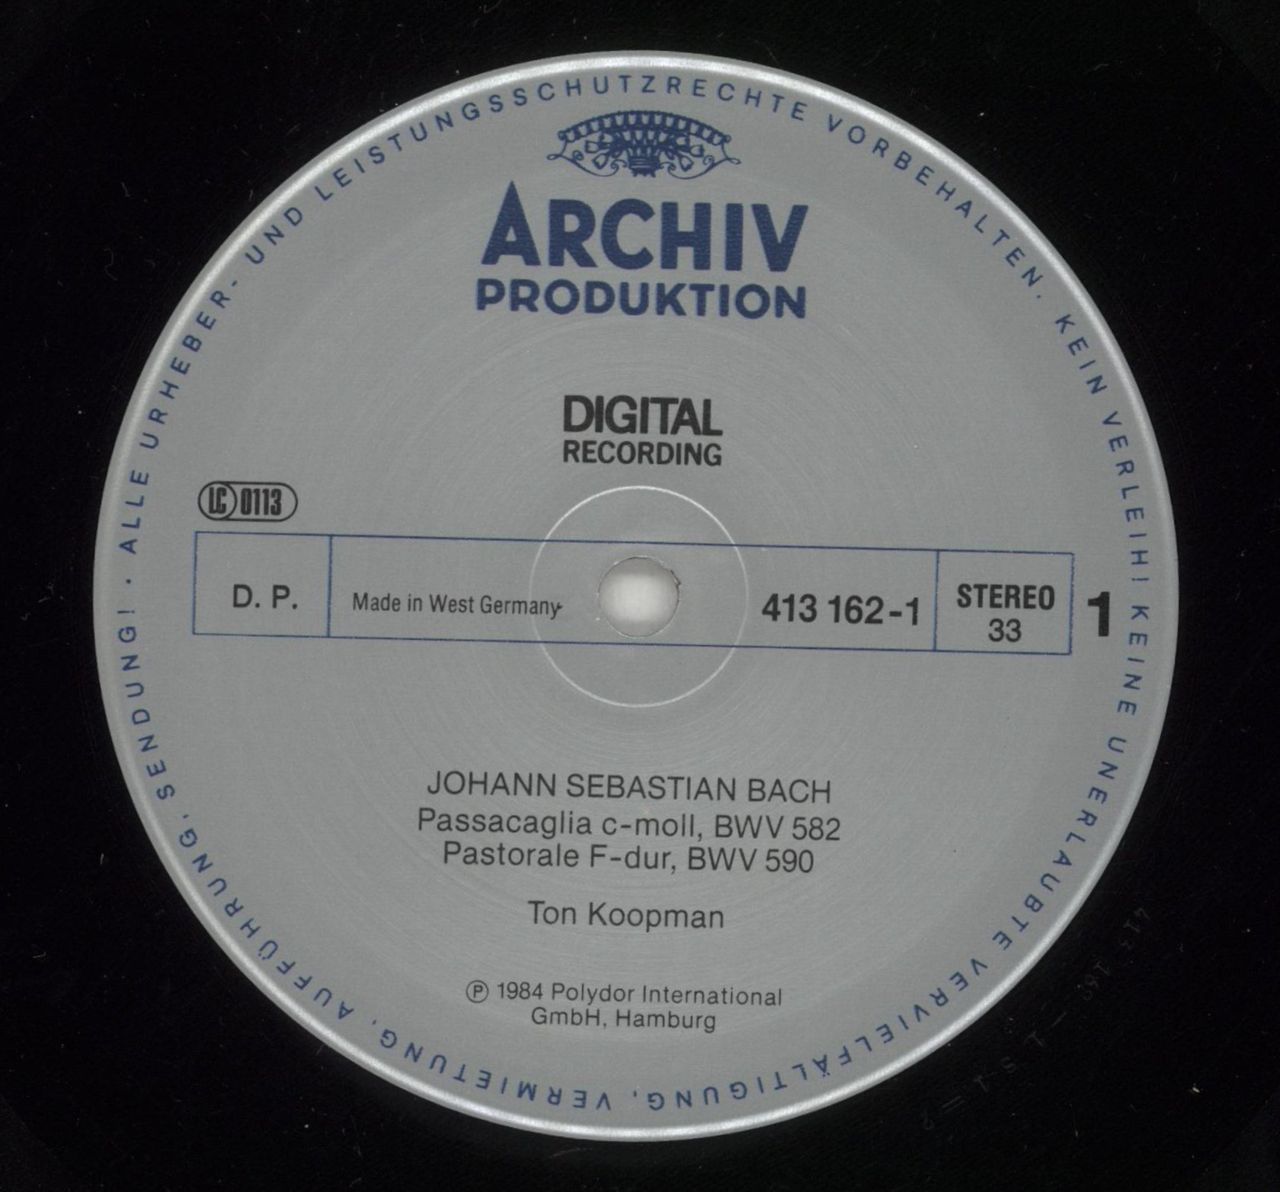 ALLE URHEBER- UND LEISTUNGSSCHUTZRECHTE VORBEHALTEN. KEIN VERLEIH! KEINE UNERLAUBTE VERVIELFÄLTIGUNG, VERMIETUNG, AUFFÜHRUNG, SENDUNG! ·
ARCHIV
PRODUKTION
DIGITAL
RECORDING
LC 0113
D. P.
Made in West Germany
413 162-1
STEREO
33
1
JOHANN SEBASTIAN BACH
Passacaglia c-moll, BWV 582
Pastorale F-dur, BWV 590
Ton Koopman
℗ 1984 Polydor International
GmbH, Hamburg